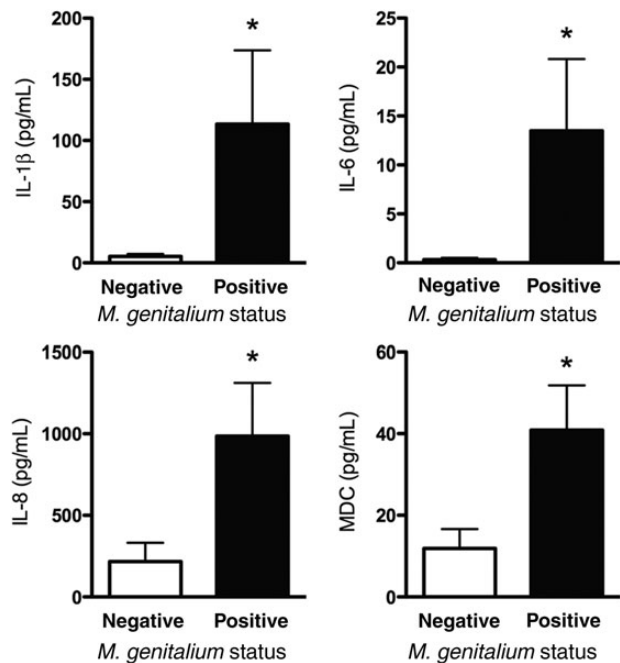 200
150
100
50
0
IL-1β (pg/mL)
*
Negative Positive
M. genitalium status
25
20
15
10
5
0
IL-6 (pg/mL)
*
Negative Positive
M. genitalium status
1500
1000
500
0
IL-8 (pg/mL)
*
Negative Positive
M. genitalium status
60
40
20
0
MDC (pg/mL)
*
Negative Positive
M. genitalium status